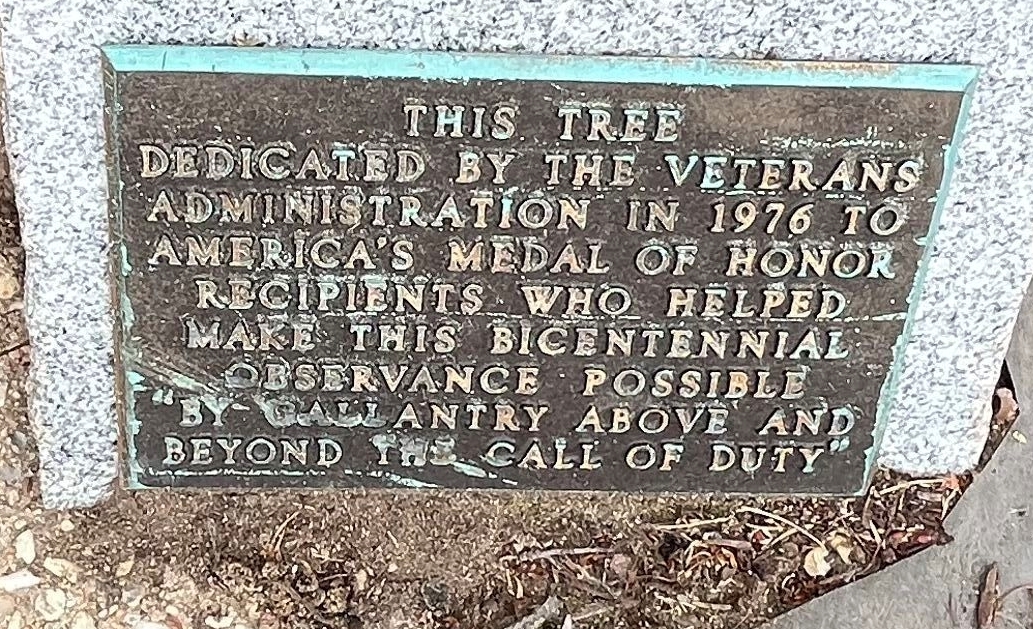 THIS TREE
DEDICATED BY THE VETERANS
ADMINISTRATION IN 1976 TO
AMERICA'S MEDAL OF HONOR
RECIPIENTS WHO HELPED
MAKE THIS BICENTENNIAL
OBSERVANCE POSSIBLE
"BY GALLANTRY ABOVE AND
BEYOND THE CALL OF DUTY"